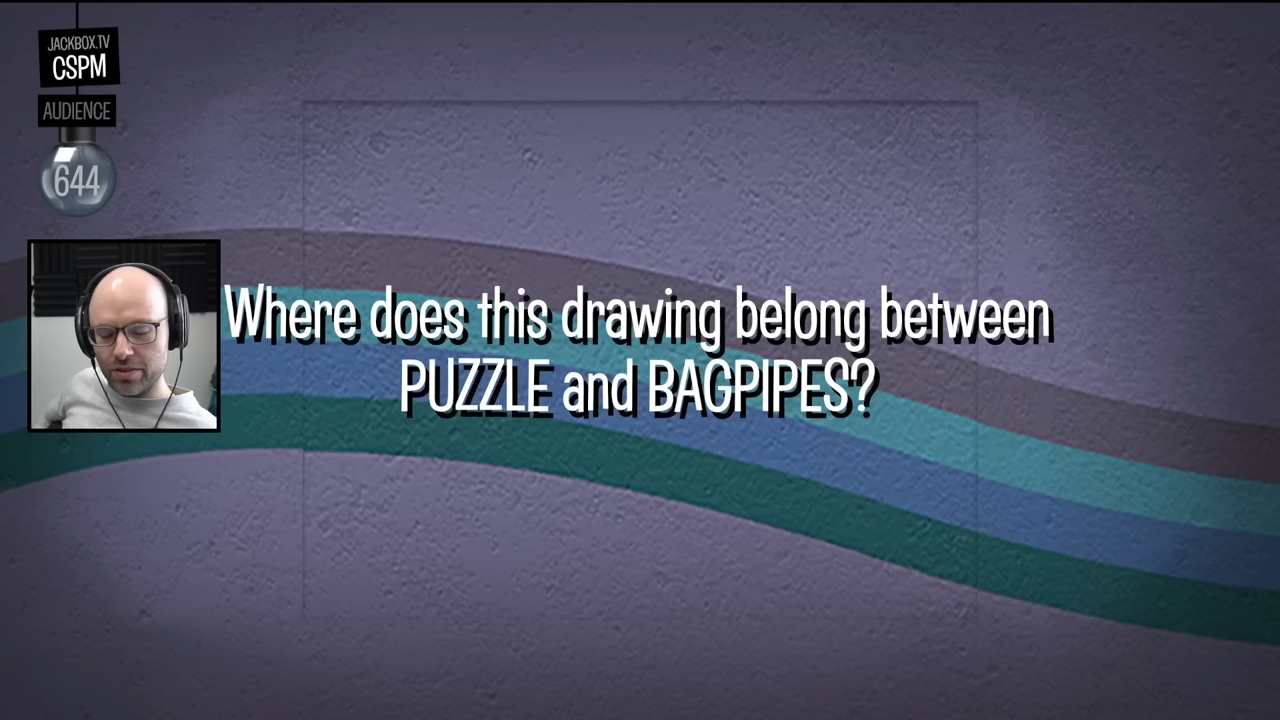 JACKBOX.TV
CSPM
AUDIENCE
644
Where does this drawing belong between
PUZZLE and BAGPIPES?